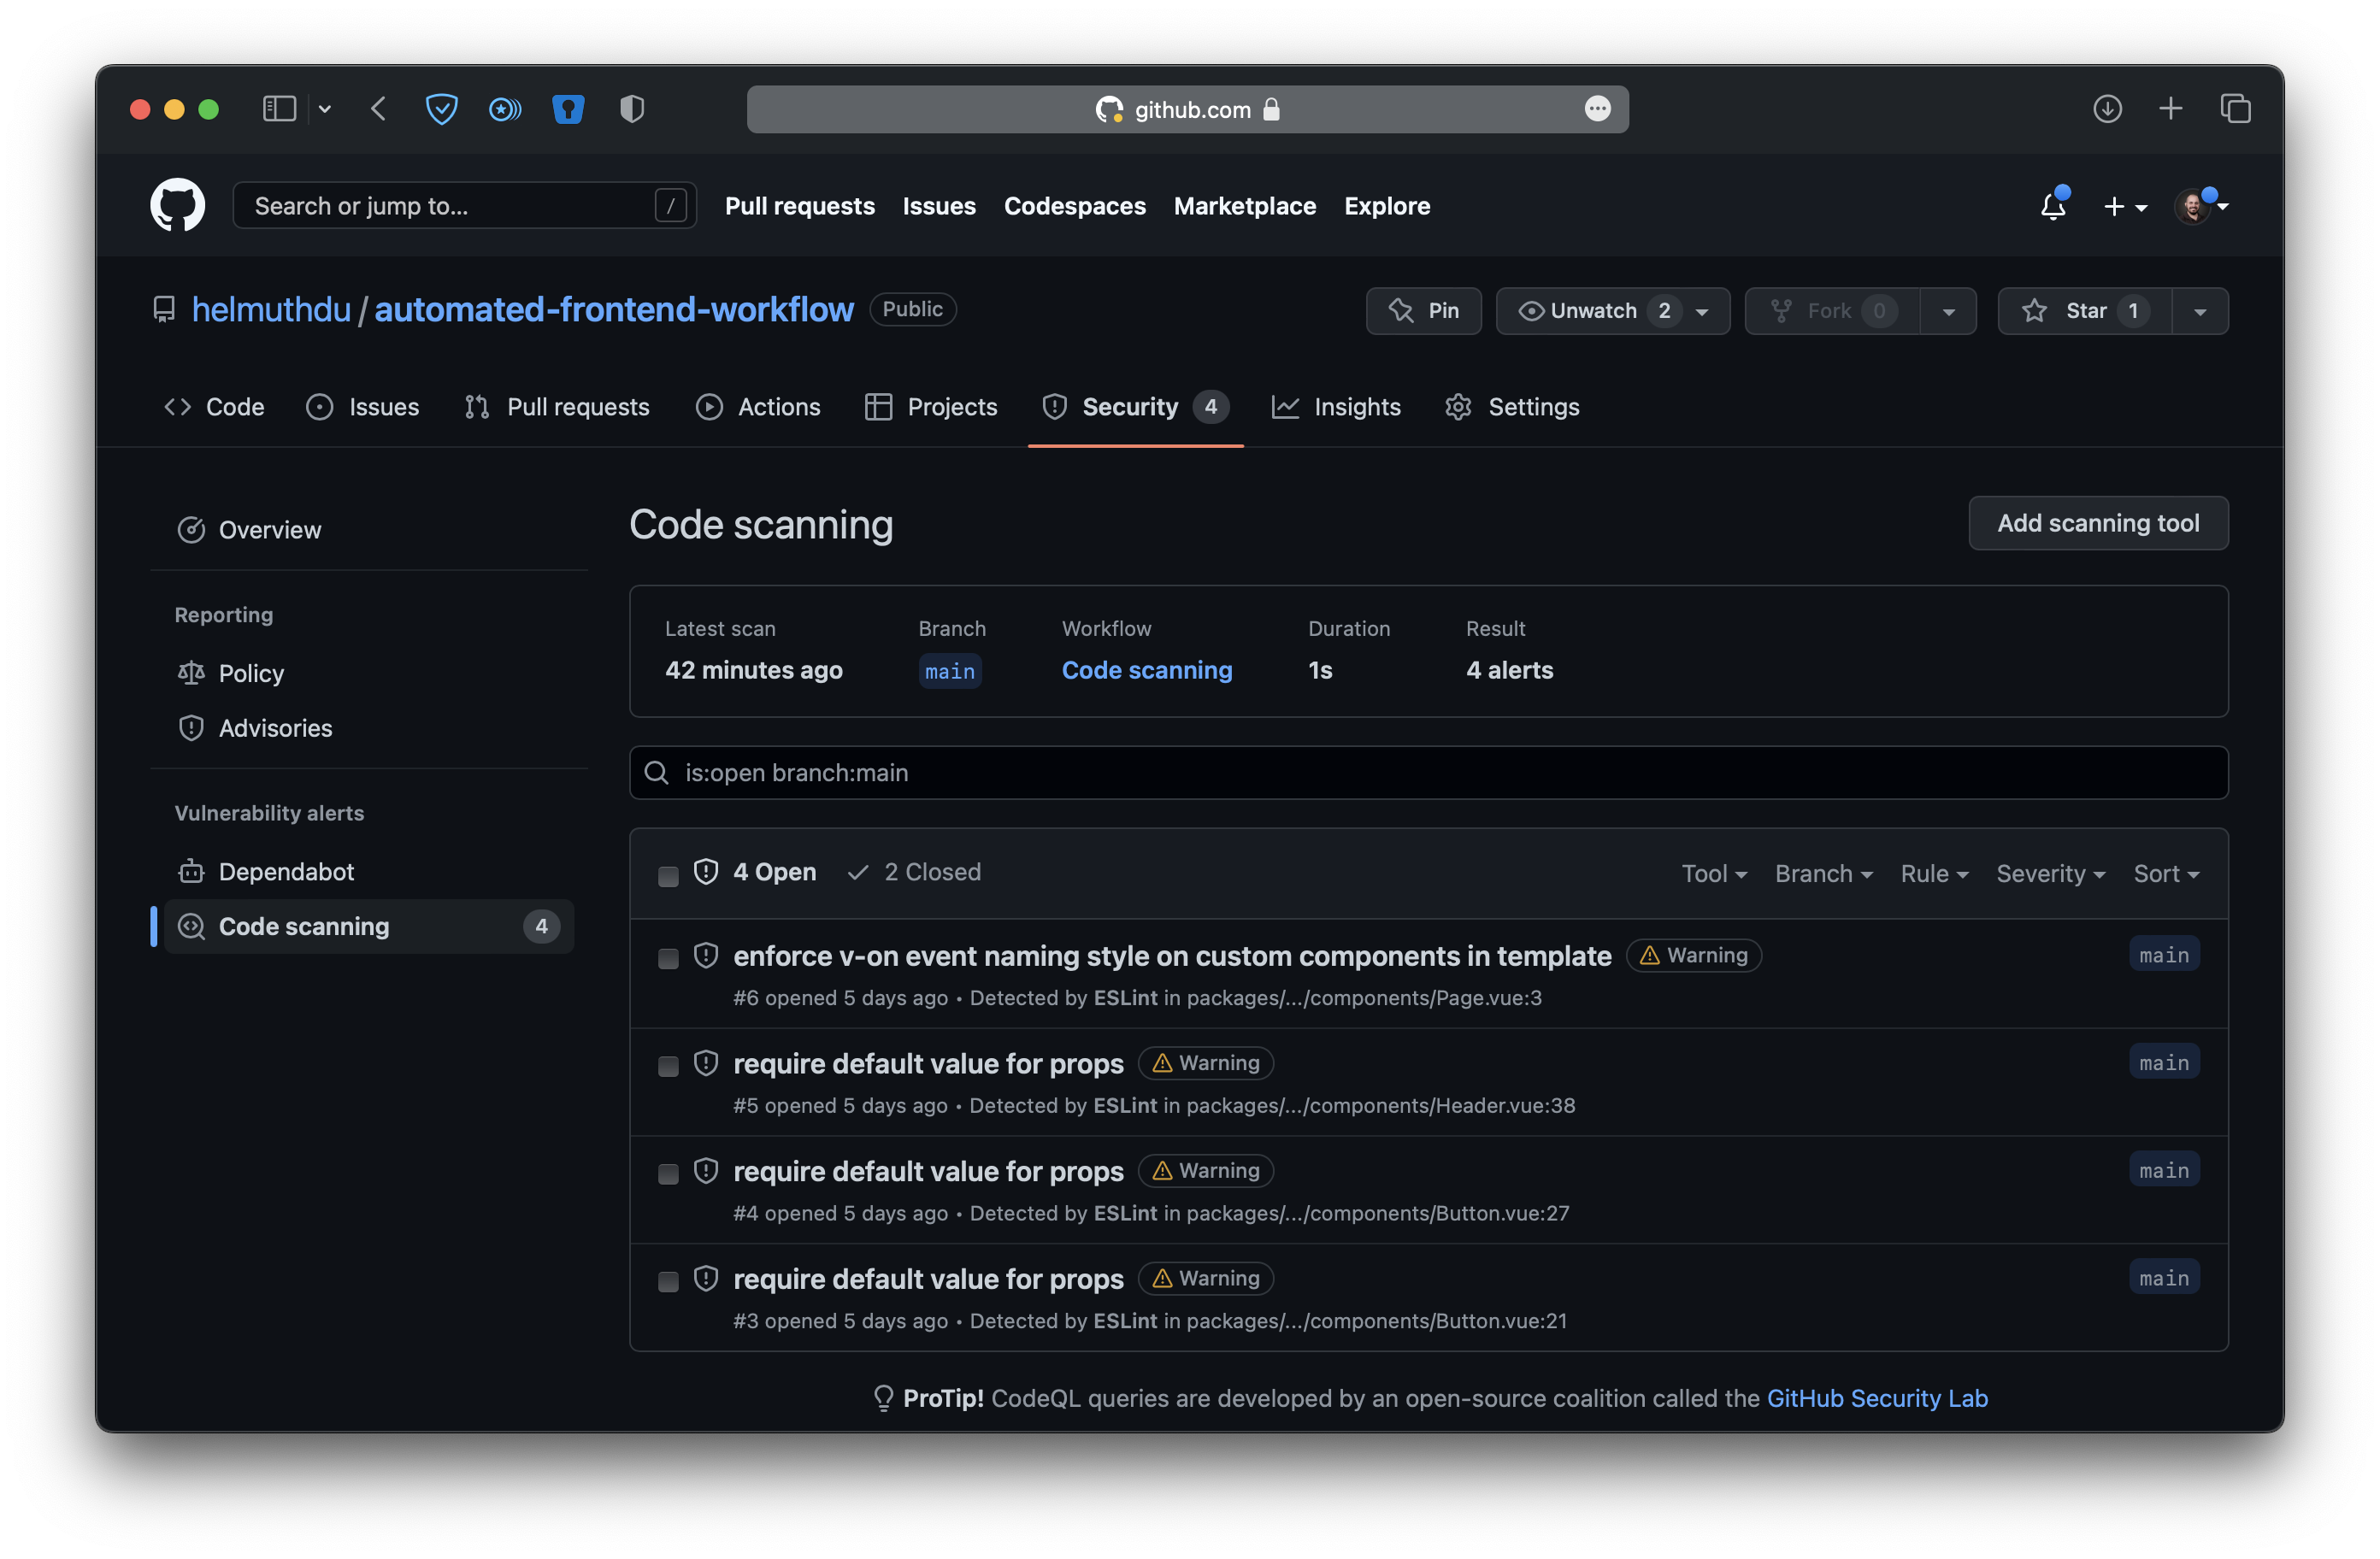 github.com
Search or jump to... /
Pull requests Issues Codespaces Marketplace Explore
helmuthdu / automated-frontend-workflow Public
Pin Unwatch 2 Fork 0 Star 1
Code Issues Pull requests Actions Projects Security 4 Insights Settings
Overview
Reporting
Policy
Advisories
Vulnerability alerts
Dependabot
Code scanning 4
Code scanning
Add scanning tool
Latest scan Branch Workflow Duration Result
42 minutes ago main Code scanning 1s 4 alerts
is:open branch:main
4 Open 2 Closed Tool Branch Rule Severity Sort
enforce v-on event naming style on custom components in template Warning main
#6 opened 5 days ago • Detected by ESLint in packages/.../components/Page.vue:3
require default value for props Warning main
#5 opened 5 days ago • Detected by ESLint in packages/.../components/Header.vue:38
require default value for props Warning main
#4 opened 5 days ago • Detected by ESLint in packages/.../components/Button.vue:27
require default value for props Warning main
#3 opened 5 days ago • Detected by ESLint in packages/.../components/Button.vue:21
ProTip! CodeQL queries are developed by an open-source coalition called the GitHub Security Lab